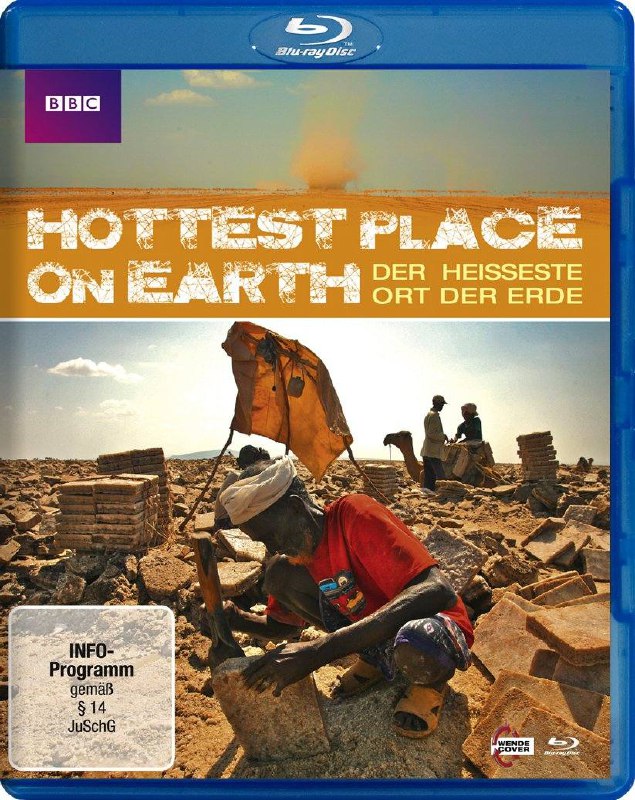 Blu-ray Disc™
BBC
HOTTEST PLACE
ON EARTH
DER HEISSESTE
ORT DER ERDE
INFO-
Programm
gemäß
§ 14
JuSchG
WENDE
COVER
Blu-ray Disc